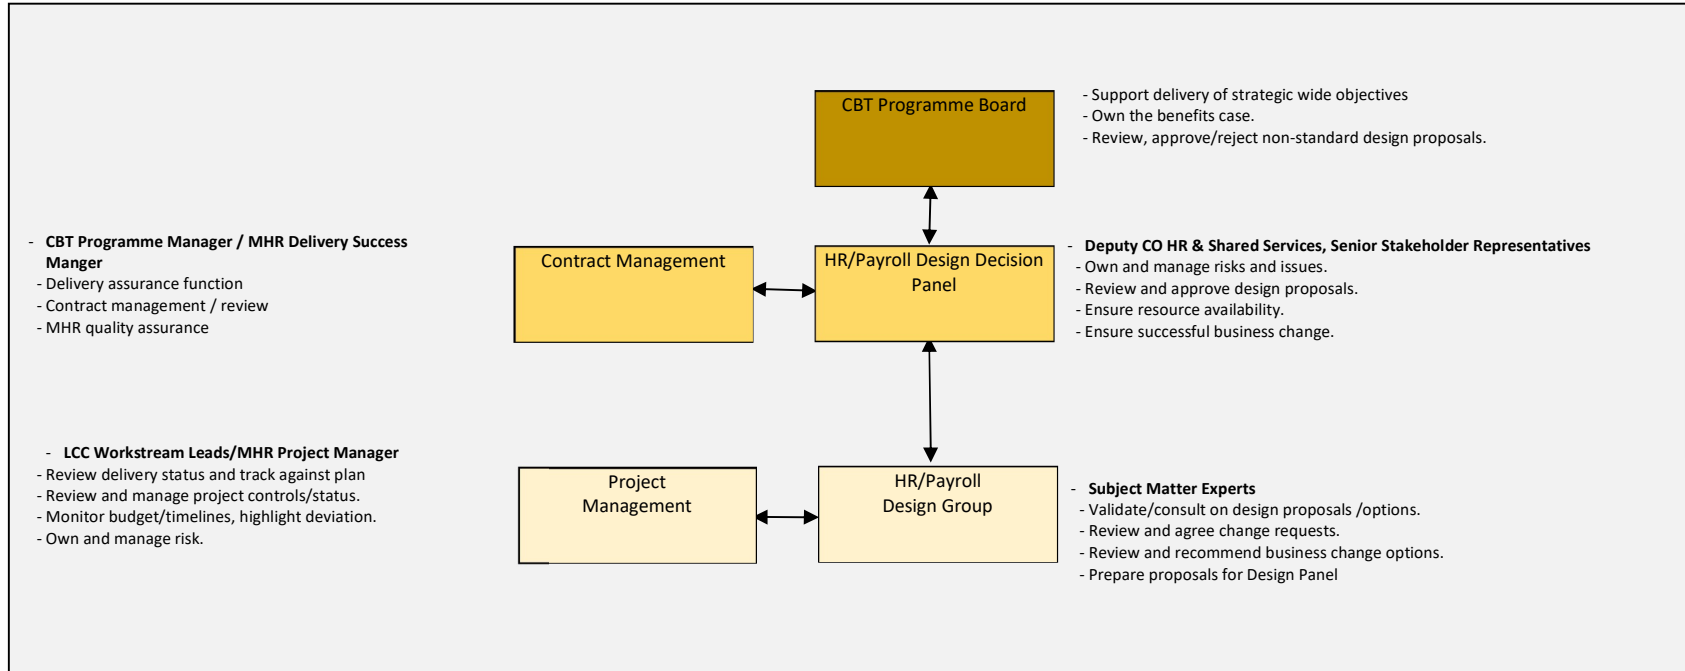 CBT Programme Board
- Support delivery of strategic wide objectives
- Own the benefits case.
- Review, approve/reject non-standard design proposals.
- CBT Programme Manager / MHR Delivery Success
Manger
- Delivery assurance function
- Contract management / review
- MHR quality assurance
Contract Management
HR/Payroll Design Decision
Panel
- Deputy CO HR & Shared Services, Senior Stakeholder Representatives
- Own and manage risks and issues.
- Review and approve design proposals.
- Ensure resource availability.
- Ensure successful business change.
- LCC Workstream Leads/MHR Project Manager
- Review delivery status and track against plan
- Review and manage project controls/status.
- Monitor budget/timelines, highlight deviation.
- Own and manage risk.
Project
Management
HR/Payroll
Design Group
- Subject Matter Experts
- Validate/consult on design proposals /options.
- Review and agree change requests.
- Review and recommend business change options.
- Prepare proposals for Design Panel